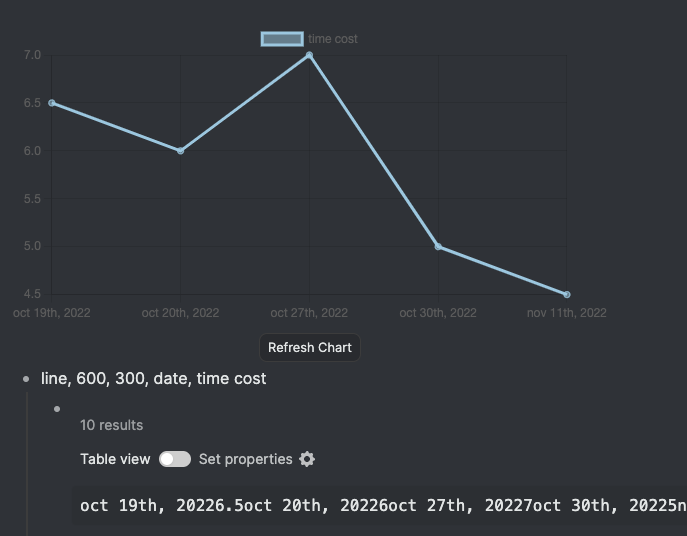 time cost
7.0
6.5
6.0
5.5
5.0
4.5
oct 19th, 2022 oct 20th, 2022 oct 27th, 2022 oct 30th, 2022 nov 11th, 2022
Refresh Chart
line, 600, 300, date, time cost
10 results
Table view Set properties
oct 19th, 20226.5oct 20th, 20226oct 27th, 20227oct 30th, 20225n